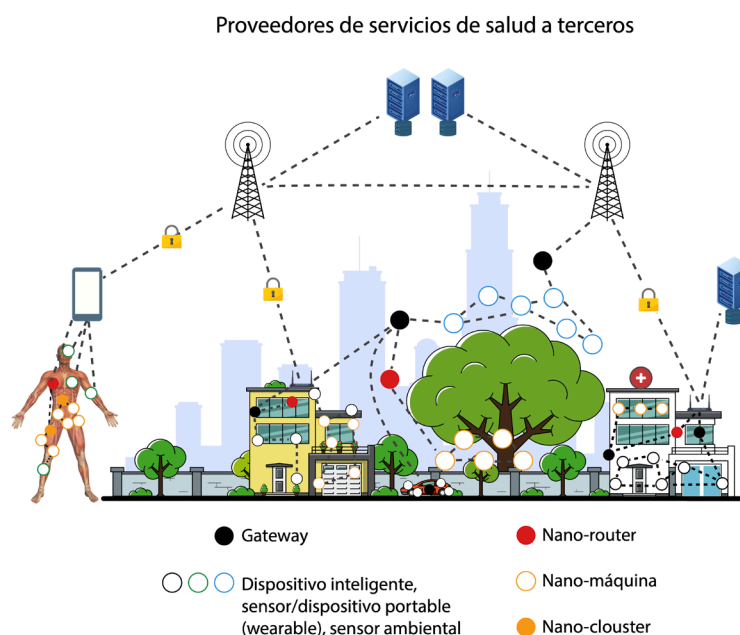 Proveedores de servicios de salud a terceros
Gateway
Nano-router
Dispositivo inteligente,
sensor/dispositivo portable
(wearable), sensor ambiental
Nano-máquina
Nano-clouster